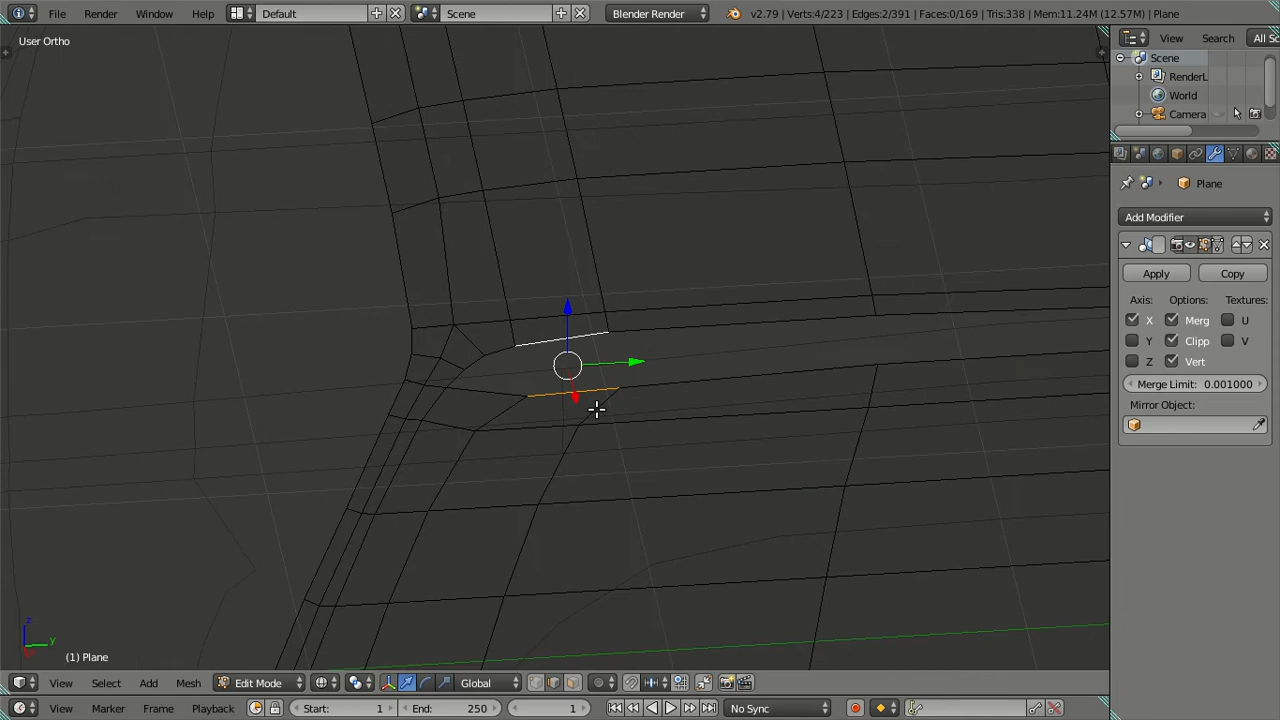 File Render Window Help Default Scene Blender Render v2.79 | Verts:4/223 | Edges:2/391 | Faces:0/169 | Tris:338 | Mem:11.24M (12.57M) | Plane
User Ortho
View Search All Sc
Scene
RenderL
World
Camera
Plane
Add Modifier
Apply Copy
Axis: Options: Textures:
X Merg U
Y Clipp V
Z Vert
Merge Limit: 0.001000
Mirror Object:
z
y
(1) Plane
View Select Add Mesh Edit Mode Global
View Marker Frame Playback Start: 1 End: 250 1 No Sync